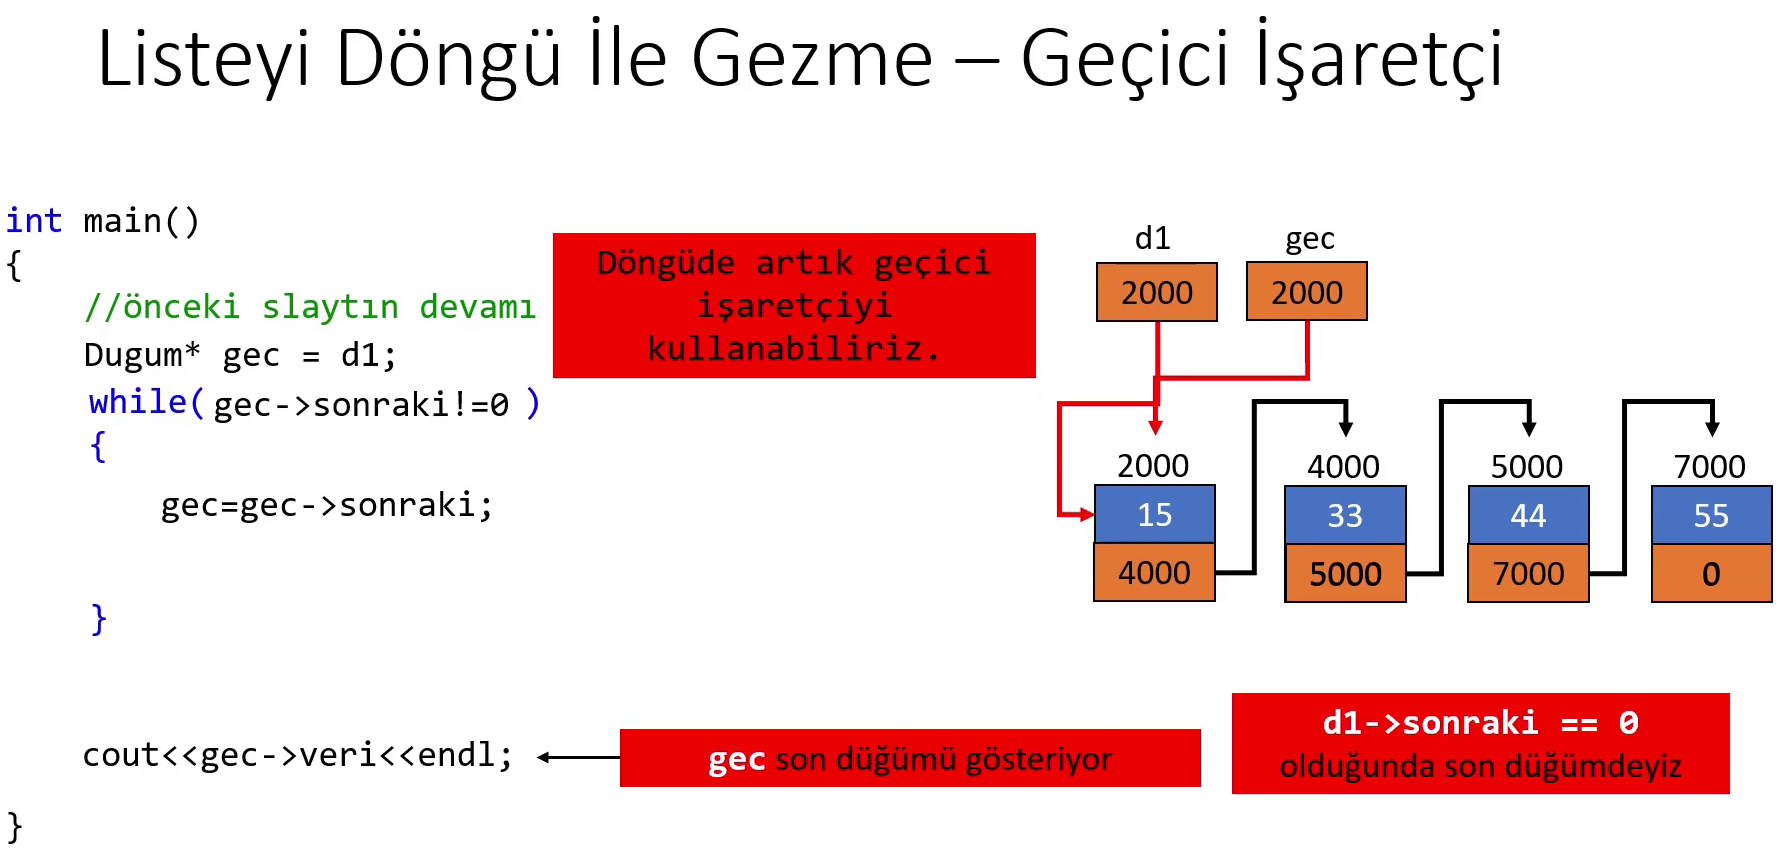 Listeyi Döngü İle Gezme – Geçici İşaretçi
int main()
{
//önceki slaytın devamı
Dugum* gec = d1;
while( gec->sonraki!=0 )
{
gec=gec->sonraki;
}
cout<<gec->veri<<endl;
}
Döngüde artık geçici
işaretçiyi
kullanabiliriz.
d1 gec
2000 2000
2000 4000 5000 7000
15 33 44 55
4000 5000 7000 0
gec son düğümü gösteriyor
d1->sonraki == 0
olduğunda son düğümdeyiz